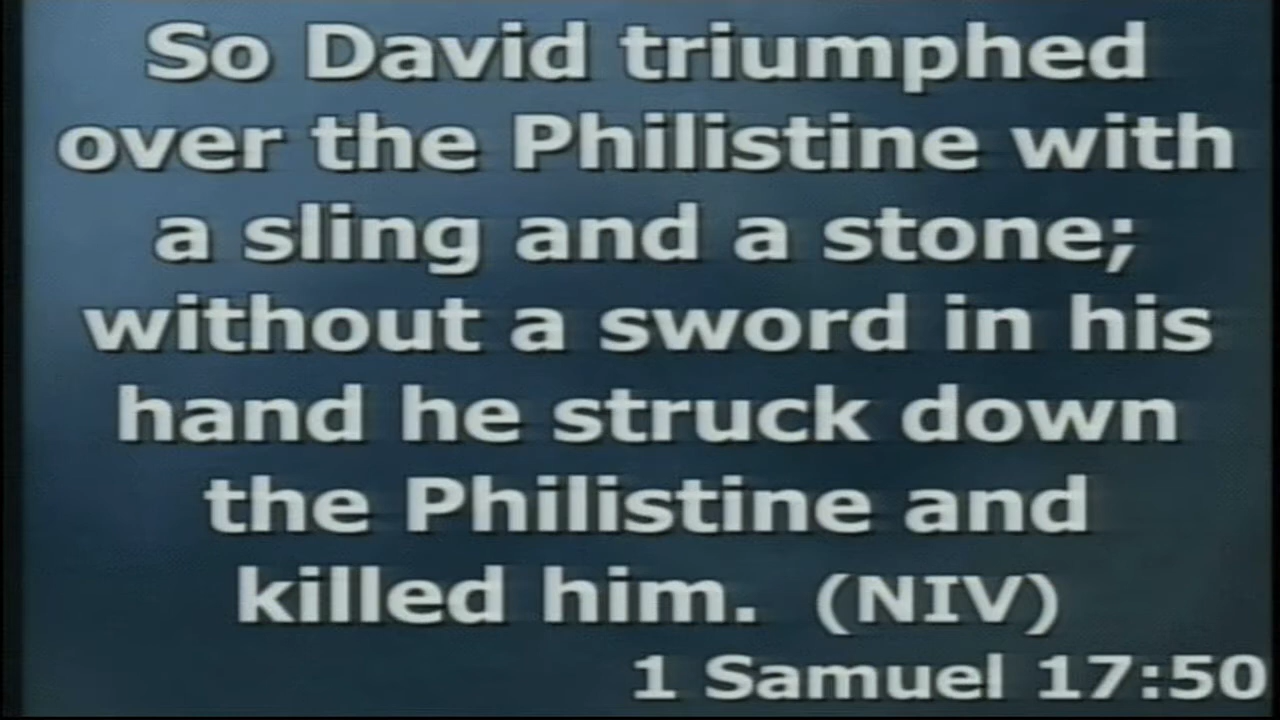 So David triumphed
over the Philistine with
a sling and a stone;
without a sword in his
hand he struck down
the Philistine and
killed him. (NIV)
1 Samuel 17:50